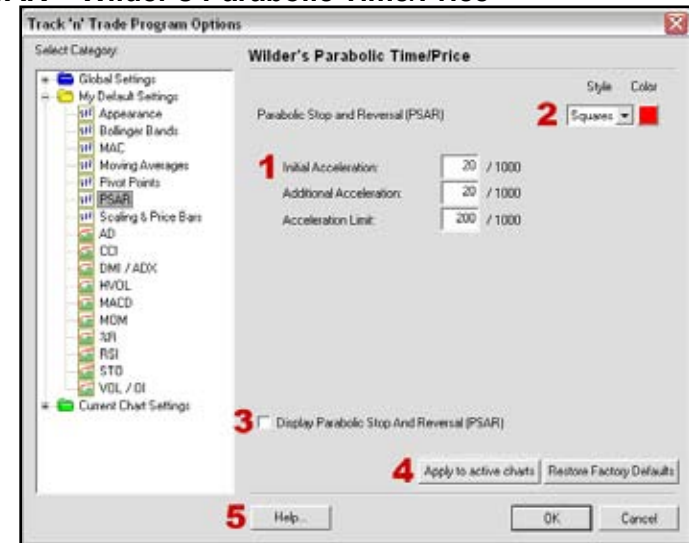 Track 'n' Trade Program Options
Select Category:
Wilder's Parabolic Time/Price
Global Settings
My Default Settings
Appearance
Bollinger Bands
MAC
Moving Averages
Pivot Points
PSAR
Scaling & Price Bars
AD
CCI
DMI / ADX
HVOL
MACD
MOM
%R
RSI
STO
VOL / OI
Current Chart Settings
Style Color
Parabolic Stop and Reversal (PSAR)
2 Squares
1 Initial Acceleration: 20 / 1000
Additional Acceleration: 20 / 1000
Acceleration Limit: 200 / 1000
3 Display Parabolic Stop And Reversal (PSAR)
4 Apply to active charts Restore Factory Defaults
5 Help... OK Cancel